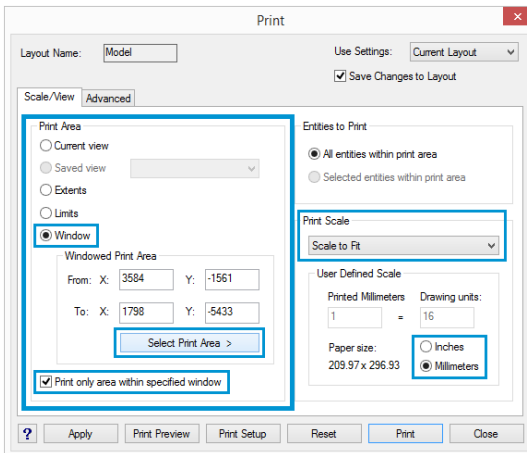 Print
Layout Name: Model
Use Settings: Current Layout
Save Changes to Layout
Scale/View Advanced
Print Area
Current view
Saved view
Extents
Limits
Window
Windowed Print Area
From: X: 3584 Y: -1561
To: X: 1798 Y: -5433
Select Print Area >
Print only area within specified window
Entities to Print
All entities within print area
Selected entities within print area
Print Scale
Scale to Fit
User Defined Scale
Printed Millimeters Drawing units:
1 = 16
Paper size: Inches
209.97 x 296.93 Millimeters
? Apply Print Preview Print Setup Reset Print Close